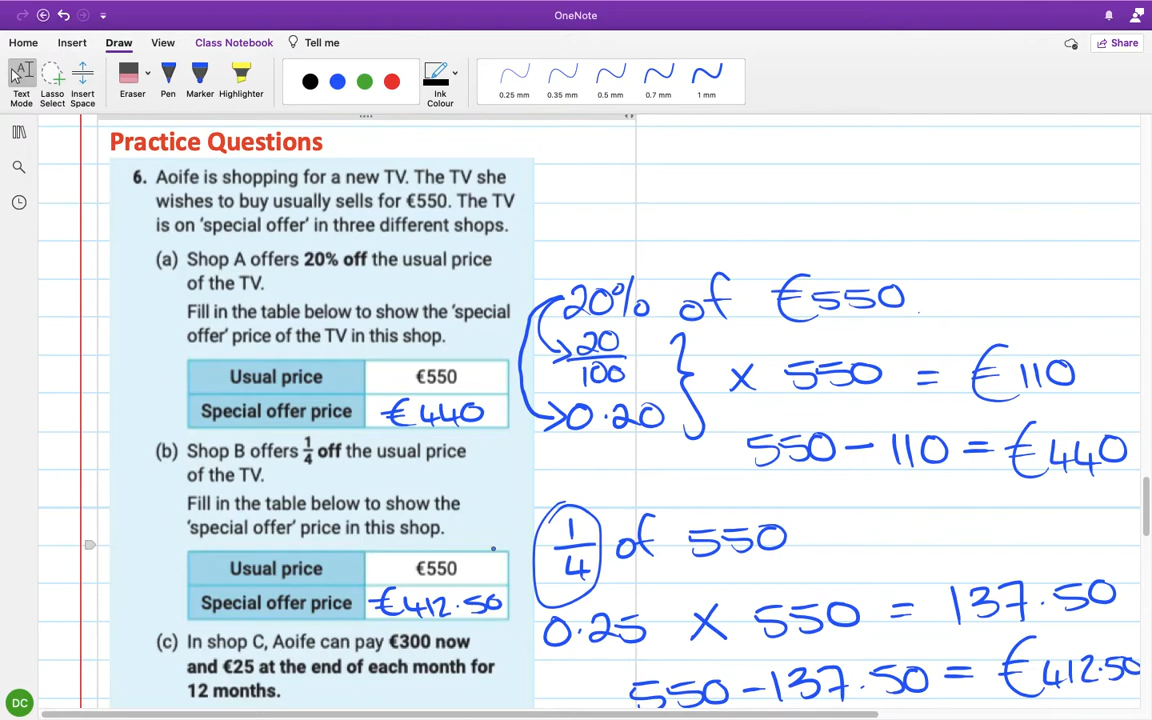 OneNote
Home Insert Draw View Class Notebook Tell me
Share
Text Mode
Lasso Select
Insert Space
Eraser
Pen
Marker
Highlighter
Ink Colour
0.25 mm
0.35 mm
0.5 mm
0.7 mm
1 mm
Practice Questions
6. Aoife is shopping for a new TV. The TV she
wishes to buy usually sells for €550. The TV
is on ‘special offer’ in three different shops.
(a) Shop A offers 20% off the usual price
of the TV.
Fill in the table below to show the ‘special
offer’ price of the TV in this shop.
Usual price €550
Special offer price €440
(b) Shop B offers 1/4 off the usual price
of the TV.
Fill in the table below to show the
‘special offer’ price in this shop.
Usual price €550
Special offer price €412.50
(c) In shop C, Aoife can pay €300 now
and €25 at the end of each month for
12 months.
20% of €550
20/100
0.20
} × 550 = €110
550 - 110 = €440
1/4 of 550
0.25 × 550 = 137.50
550 - 137.50 = €412.50
DC